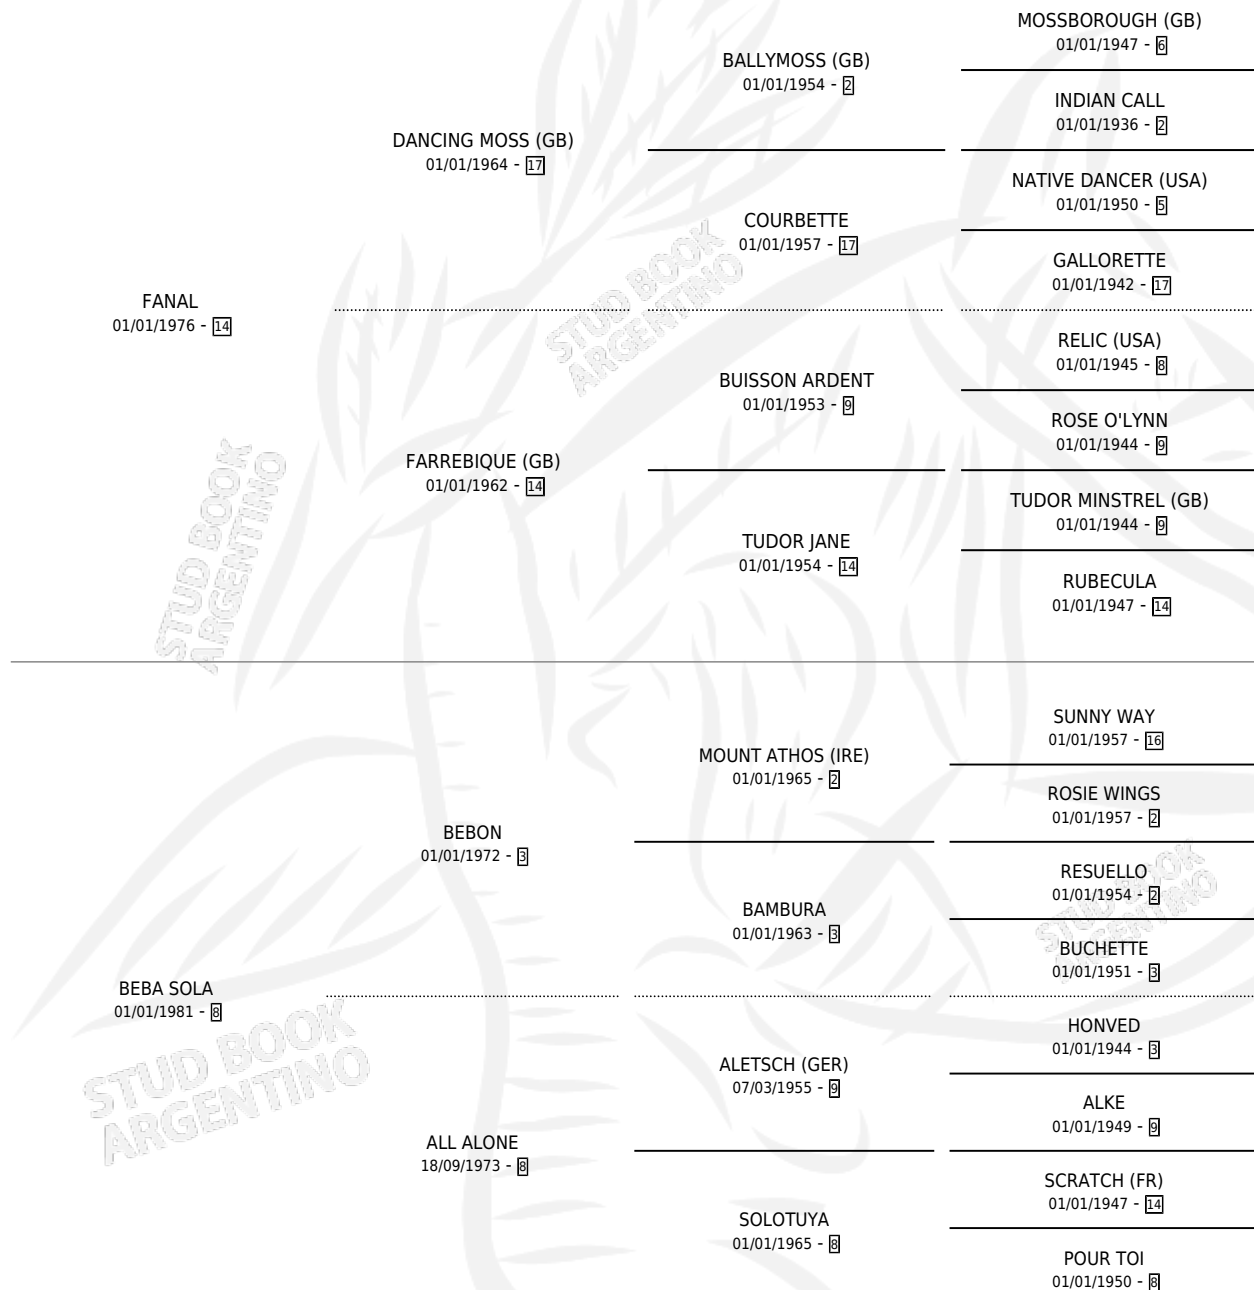 MOSSBOROUGH (GB)
01/01/1947 - 6
BALLYMOSS (GB)
01/01/1954 - 2
INDIAN CALL
01/01/1936 - 2
DANCING MOSS (GB)
01/01/1964 - 17
NATIVE DANCER (USA)
01/01/1950 - 5
COURBETTE
01/01/1957 - 17
GALLORETTE
01/01/1942 - 17
FANAL
01/01/1976 - 14
STUD BOOK
ARGENTINO
RELIC (USA)
01/01/1945 - 8
BUISSON ARDENT
01/01/1953 - 9
ROSE O'LYNN
01/01/1944 - 9
FARREBIQUE (GB)
01/01/1962 - 14
TUDOR MINSTREL (GB)
01/01/1944 - 9
TUDOR JANE
01/01/1954 - 14
RUBECULA
01/01/1947 - 14
STUD BOOK
ARGENTINO
SUNNY WAY
01/01/1957 - 16
MOUNT ATHOS (IRE)
01/01/1965 - 2
ROSIE WINGS
01/01/1957 - 2
BEBON
01/01/1972 - 3
RESUELLO
01/01/1954 - 2
BAMBURA
01/01/1963 - 3
BUCHETTE
01/01/1951 - 3
STUD BOOK
ARGENTINO
BEBA SOLA
01/01/1981 - 8
HONVED
01/01/1944 - 3
ALETSCH (GER)
07/03/1955 - 9
ALKE
01/01/1949 - 9
STUD BOOK
ARGENTINO
ALL ALONE
18/09/1973 - 8
SCRATCH (FR)
01/01/1947 - 14
SOLOTUYA
01/01/1965 - 8
POUR TOI
01/01/1950 - 8